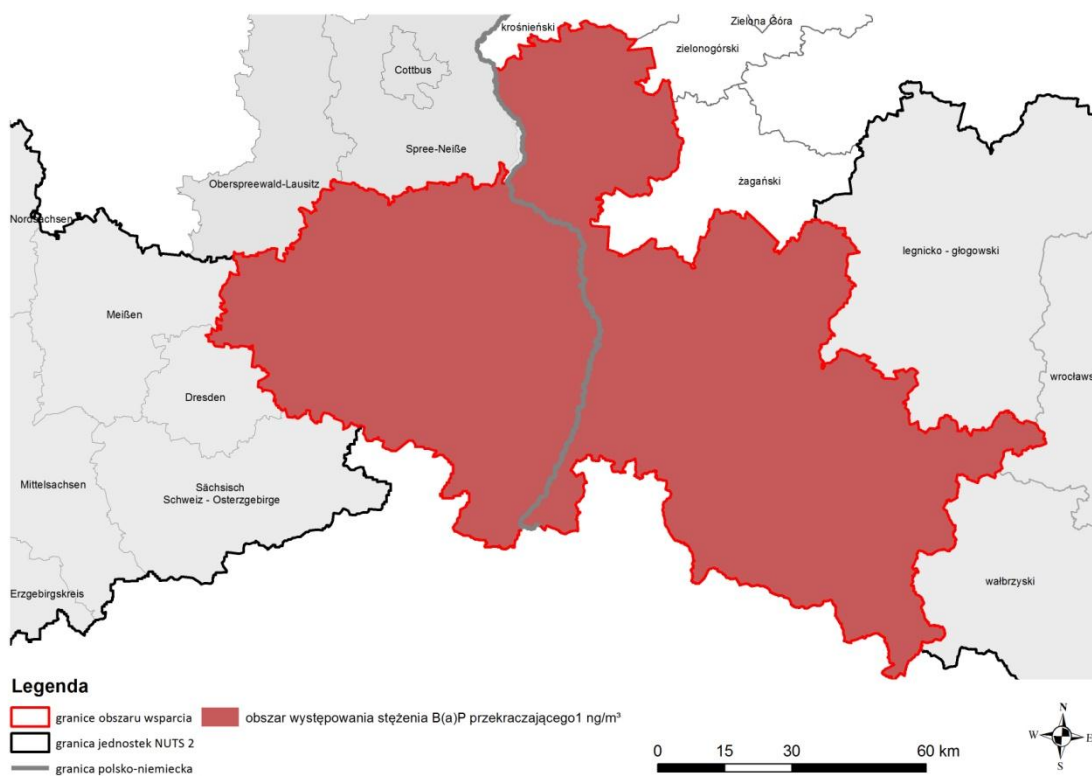 krośnieński
Zielona Góra
zielonogórski
Cottbus
Spree-Neiße
Oberspreewald-Lausitz
żagański
Nordsachsen
legnicko - głogowski
Meißen
wrocławs
Dresden
Mittelsachsen
Sächsisch
Schweiz - Osterzgebirge
Erzgebirgskreis
wałbrzyski
Legenda
granice obszaru wsparcia
obszar występowania stężenia B(a)P przekraczającego1 ng/m³
granica jednostek NUTS 2
granica polsko-niemiecka
0 15 30 60 km
N
W E
S